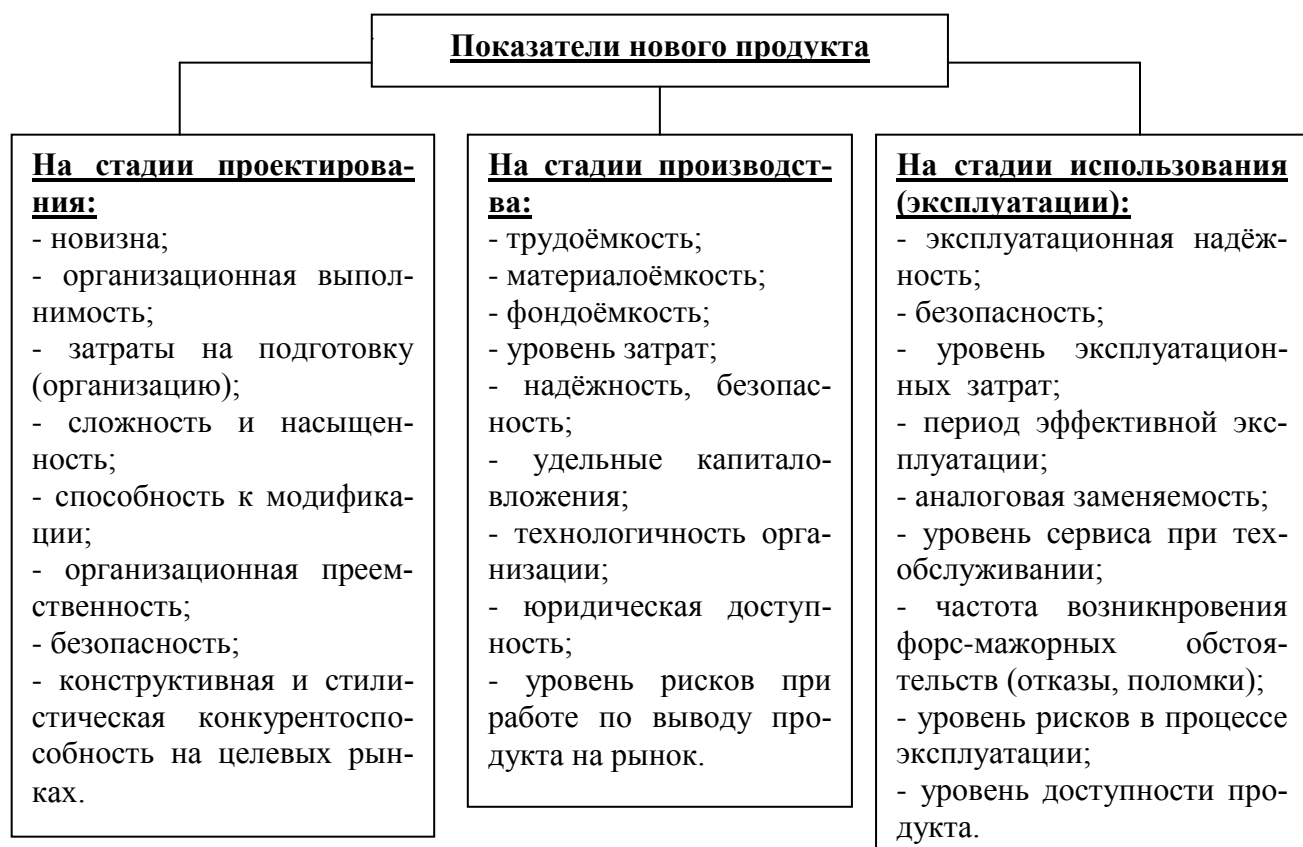 Показатели нового продукта
На стадии проектирова-
ния:
- новизна;
- организационная выпол-
нимость;
- затраты на подготовку
(организацию);
- сложность и насыщен-
ность;
- способность к модифика-
ции;
- организационная преем-
ственность;
- безопасность;
- конструктивная и стили-
стическая конкурентоспо-
собность на целевых рын-
ках.
На стадии производст-
ва:
- трудоёмкость;
- материалоёмкость;
- фондоёмкость;
- уровень затрат;
- надёжность, безопас-
ность;
- удельные капитало-
вложения;
- технологичность орга-
низации;
- юридическая доступ-
ность;
- уровень рисков при
работе по выводу про-
дукта на рынок.
На стадии использования
(эксплуатации):
- эксплуатационная надёж-
ность;
- безопасность;
- уровень эксплуатацион-
ных затрат;
- период эффективной экс-
плуатации;
- аналоговая заменяемость;
- уровень сервиса при тех-
обслуживании;
- частота возникнровения
форс-мажорных обстоя-
тельств (отказы, поломки);
- уровень рисков в процессе
эксплуатации;
- уровень доступности про-
дукта.